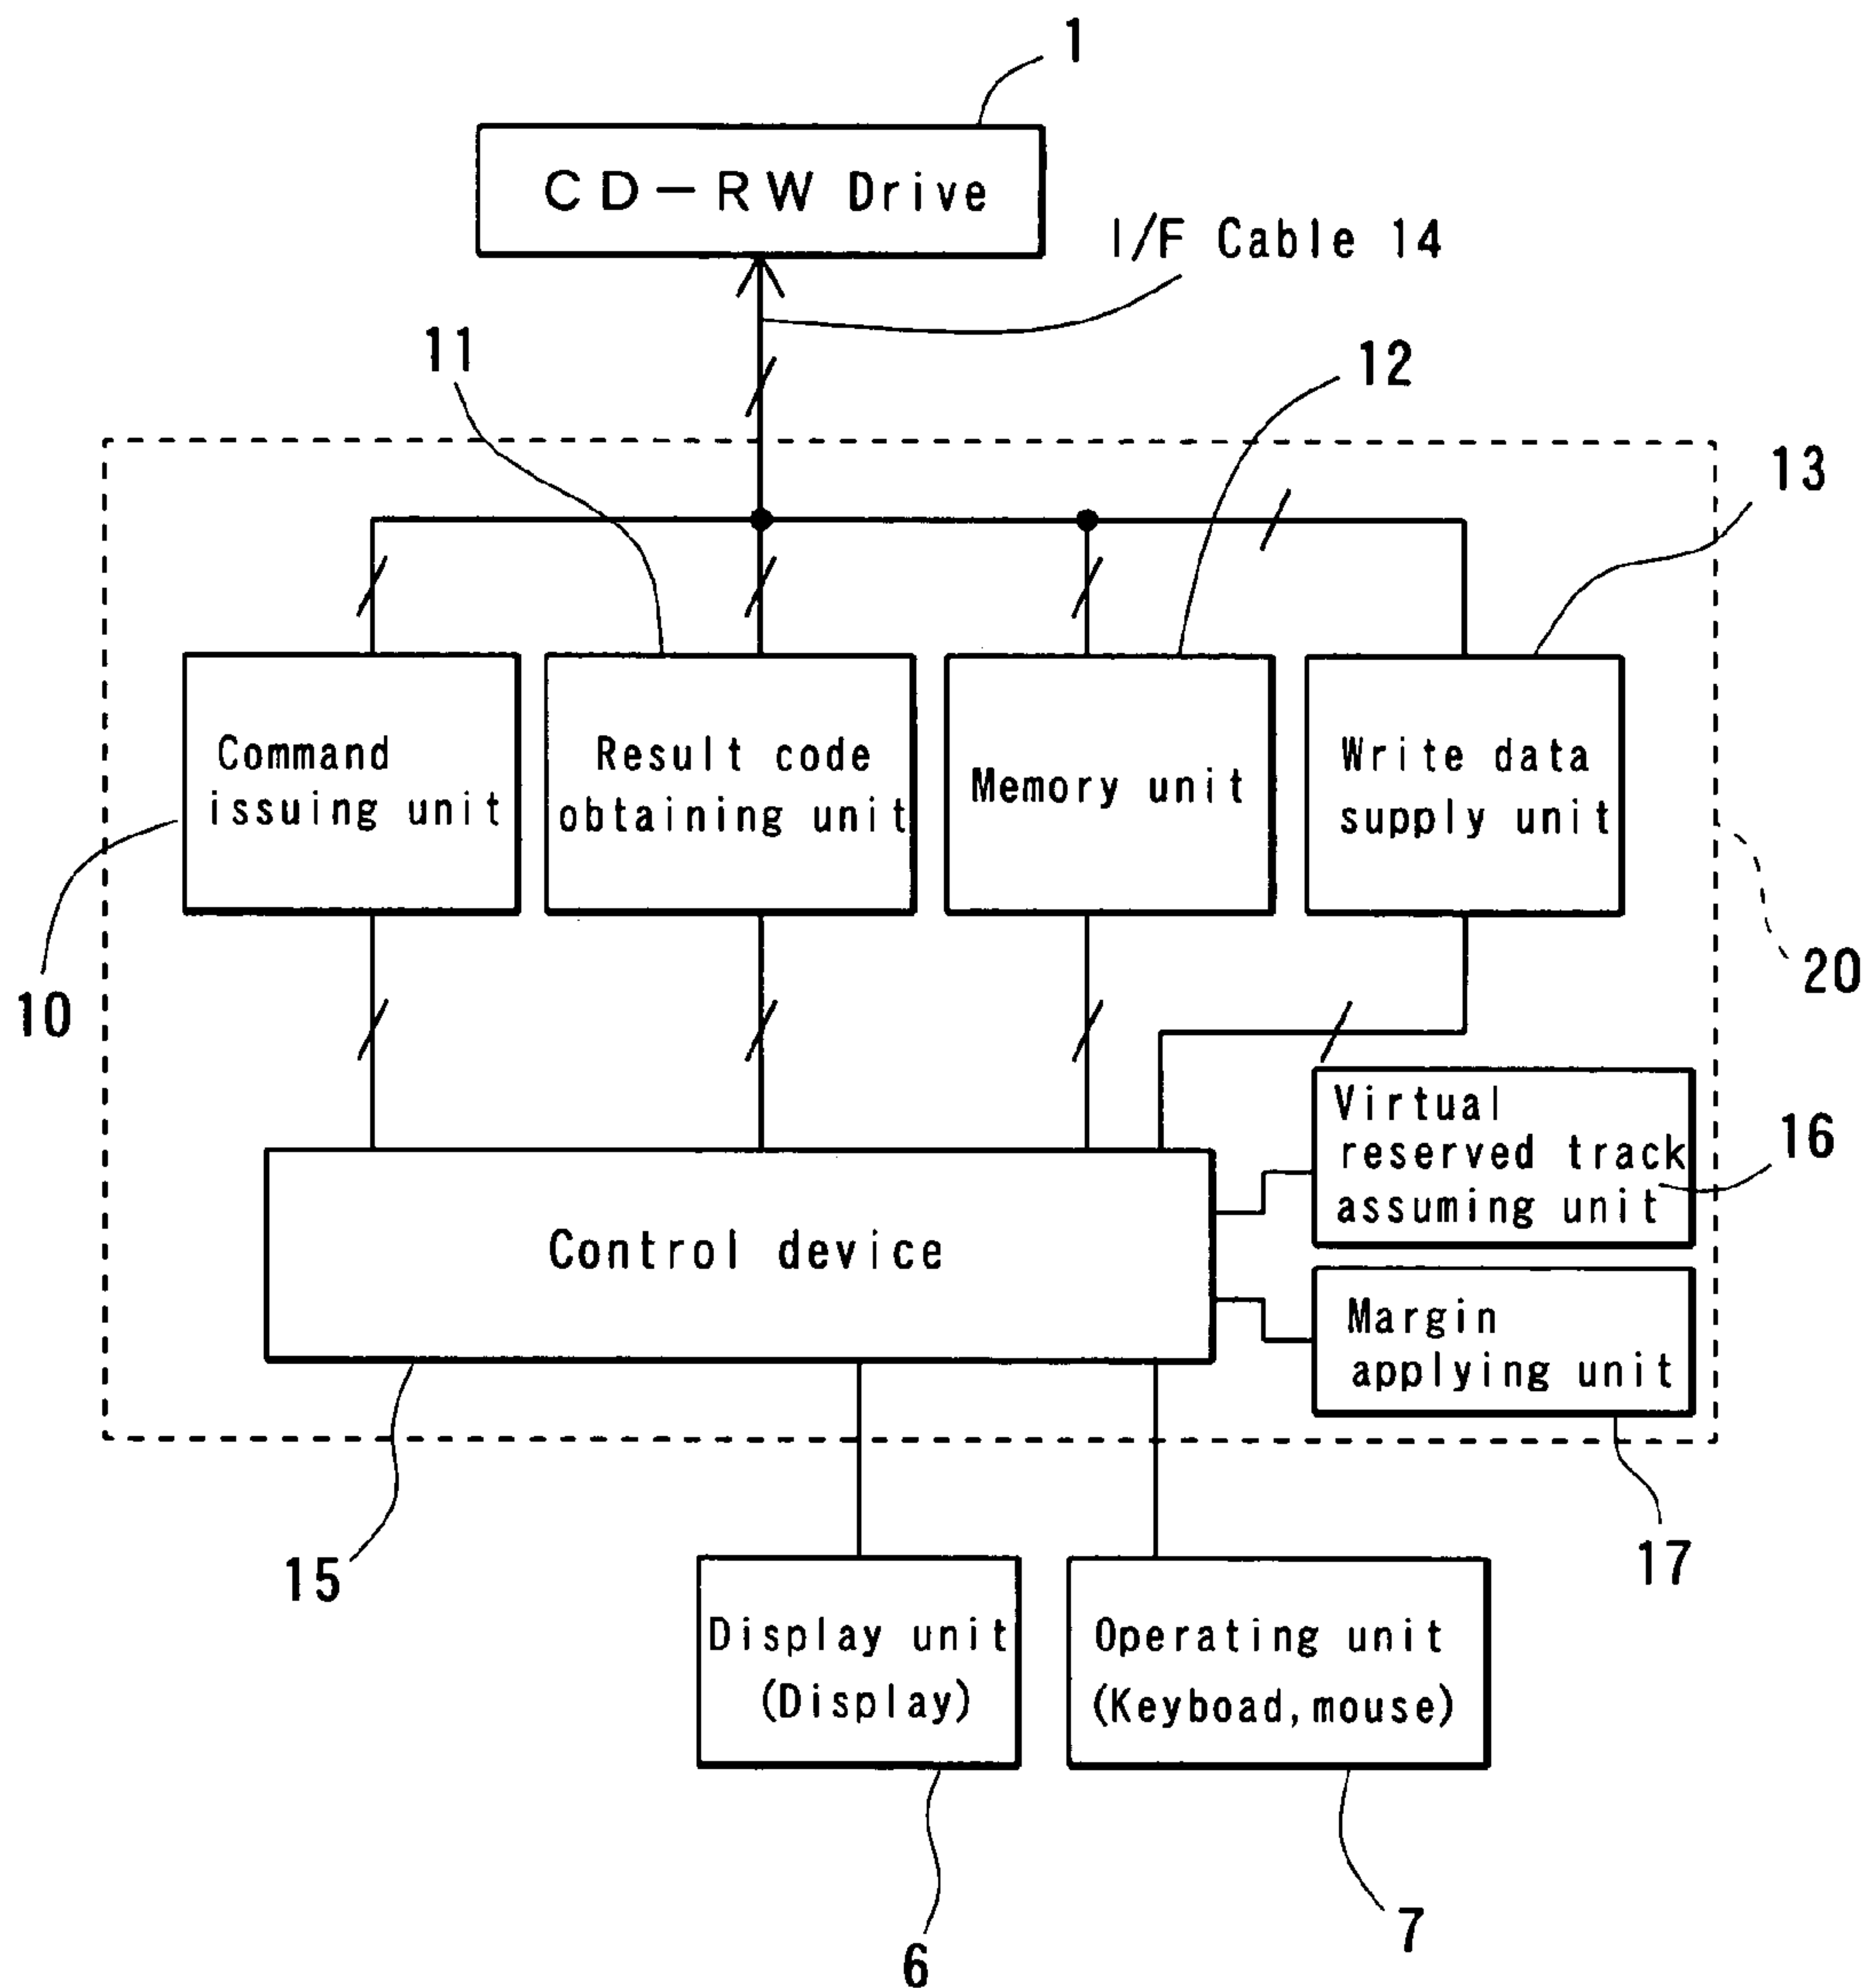 1
CD-RW Drive
I/F Cable 14
11
12
13
Command
issuing unit
Result code
obtaining unit
Memory unit
Write data
supply unit
10
20
Virtual
reserved track
assuming unit
16
Control device
Margin
applying unit
15
17
Display unit
(Display)
Operating unit
(Keyboad, mouse)
6
7